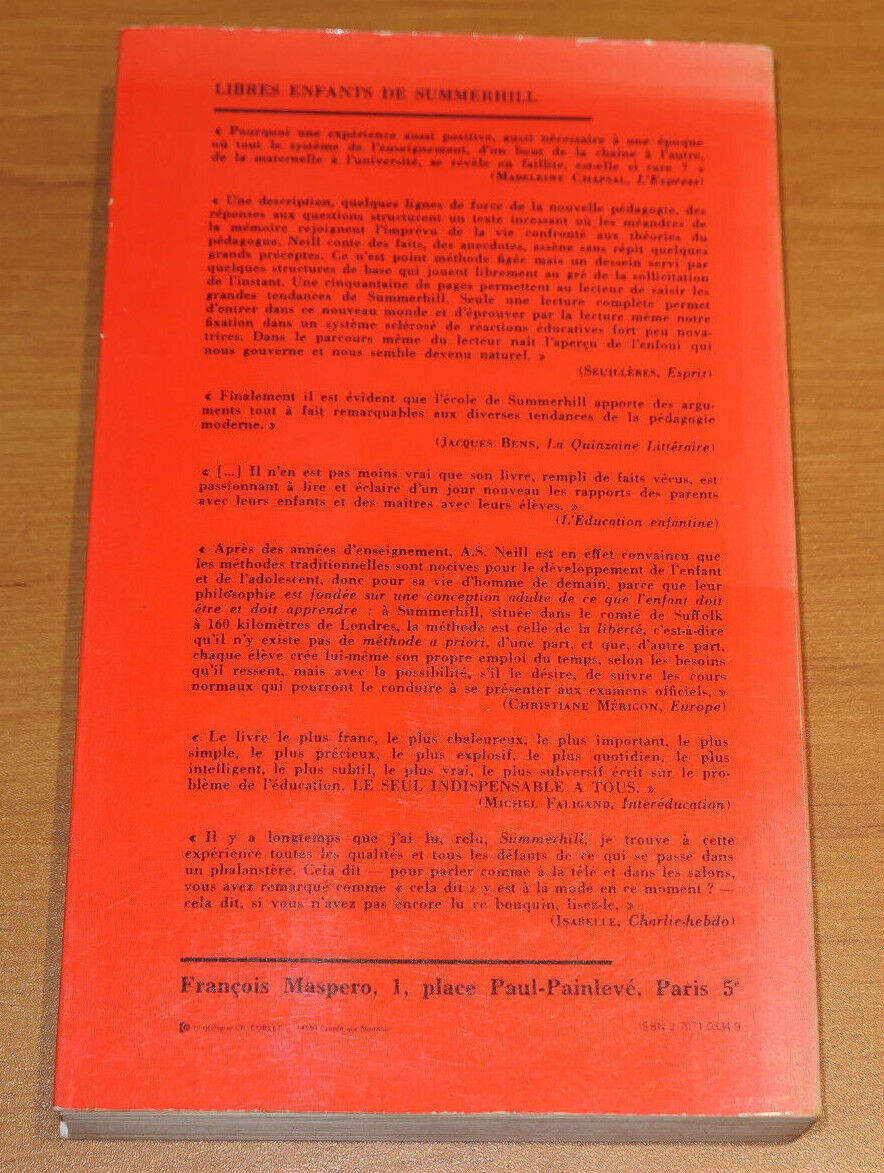 LIBRES ENFANTS DE SUMMERHILL
« Pourquoi une expérience aussi positive, aussi nécessaire à une époque
où tout le système de l'enseignement, d'un bout de la chaîne à l'autre,
de la maternelle à l'université, se révèle en faillite, est-elle si rare ? »
(MADELEINE CHAPSAL, L'Express)
« Une description, quelques lignes de force de la nouvelle pédagogie, des
réponses aux questions structurent un texte incessant où les méandres de
la mémoire rejoignent l'imprévu de la vie confronté aux théories du
pédagogue. Neill conte des faits, des anecdotes, assène sans répit quelques
grands préceptes. Ce n'est point méthode figée mais un dessein servi par
quelques structures de base qui jouent librement au gré de la sollicitation
de l'instant. Une cinquantaine de pages permettent au lecteur de saisir les
grandes tendances de Summerhill. Seule une lecture complète permet
d'entrer dans ce nouveau monde et d'éprouver par la lecture même notre
fixation dans un système sclérosé de réactions éducatives fort peu nova-
trices. Dans le parcours même du lecteur naît l'aperçu de l'enfoui qui
nous gouverne et nous semble devenu naturel. »
(SEUILLÈRES, Esprit)
« Finalement il est évident que l'école de Summerhill apporte des argu-
ments tout à fait remarquables aux diverses tendances de la pédagogie
moderne. »
(JACQUES BENS, La Quinzaine Littéraire)
« [...] Il n'en est pas moins vrai que son livre, rempli de faits vécus, est
passionnant à lire et éclaire d'un jour nouveau les rapports des parents
avec leurs enfants et des maîtres avec leurs élèves. »
(L'Education enfantine)
« Après des années d'enseignement, A.S. Neill est en effet convaincu que
les méthodes traditionnelles sont nocives pour le développement de l'enfant
et de l'adolescent, donc pour sa vie d'homme de demain, parce que leur
philosophie est fondée sur une conception adulte de ce que l'enfant doit
être et doit apprendre : à Summerhill, située dans le comté de Suffolk
à 160 kilomètres de Londres, la méthode est celle de la liberté, c'est-à-dire
qu'il n'y existe pas de méthode a priori, d'une part, et que, d'autre part,
chaque élève crée lui-même son propre emploi du temps, selon les besoins
qu'il ressent, mais avec la possibilité, s'il le désire, de suivre les cours
normaux qui pourront le conduire à se présenter aux examens officiels. »
(CHRISTIANE MÉRIGON, Europe)
« Le livre le plus franc, le plus chaleureux, le plus important, le plus
simple, le plus précieux, le plus explosif, le plus quotidien, le plus
intelligent, le plus subtil, le plus vrai, le plus subversif écrit sur le pro-
blème de l'éducation. LE SEUL INDISPENSABLE A TOUS. »
(MICHEL FALIGAND, Interéducation)
« Il y a longtemps que j'ai lu, relu, Summerhill, je trouve à cette
expérience toutes les qualités et tous les défauts de ce qui se passe dans
un phalanstère. Cela dit — pour parler comme à la télé et dans les salons,
vous avez remarqué comme « cela dit » y est à la mode en ce moment ? —
cela dit, si vous n'avez pas encore lu ce bouquin, lisez-le. »
(ISABELLE, Charlie-hebdo)
François Maspero, 1, place Paul-Painlevé, Paris 5e
ISBN 2-7071-0334-9